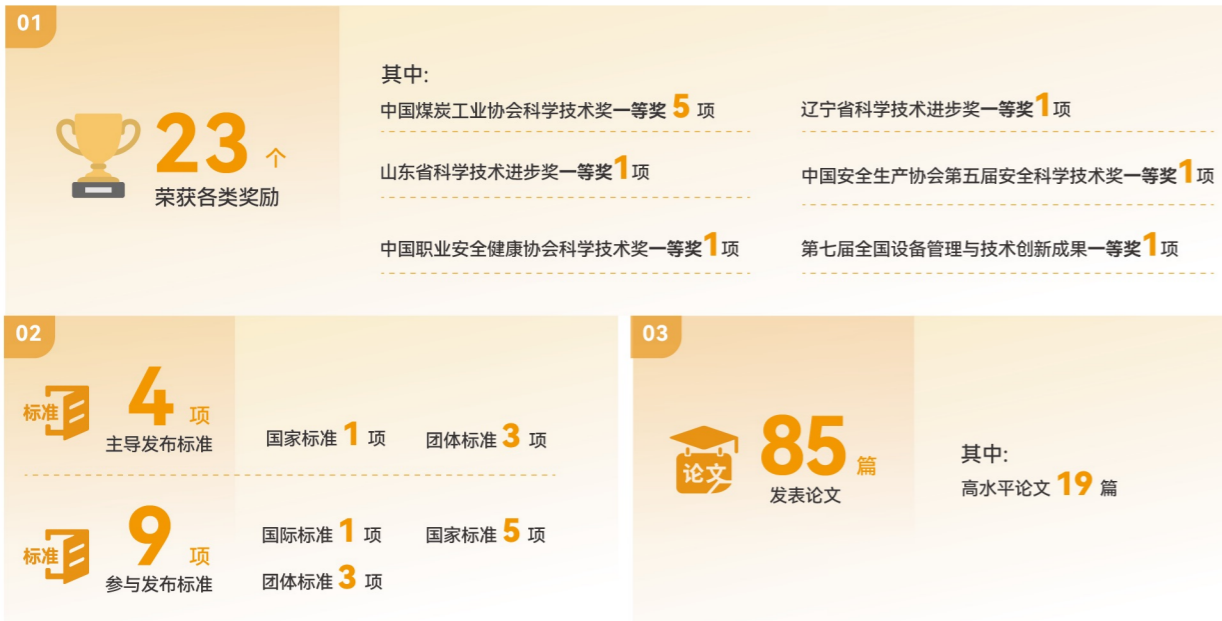 01
23 个
荣获各类奖励
其中:
中国煤炭工业协会科学技术奖一等奖 5 项
辽宁省科学技术进步奖一等奖1项
山东省科学技术进步奖一等奖1项
中国安全生产协会第五届安全科学技术奖一等奖1项
中国职业安全健康协会科学技术奖一等奖1项
第七届全国设备管理与技术创新成果一等奖1项
02
标准
4 项
主导发布标准
国家标准 1 项
团体标准 3 项
标准
9 项
参与发布标准
国际标准 1 项
国家标准 5 项
团体标准 3 项
03
论文
85 篇
发表论文
其中:
高水平论文 19 篇